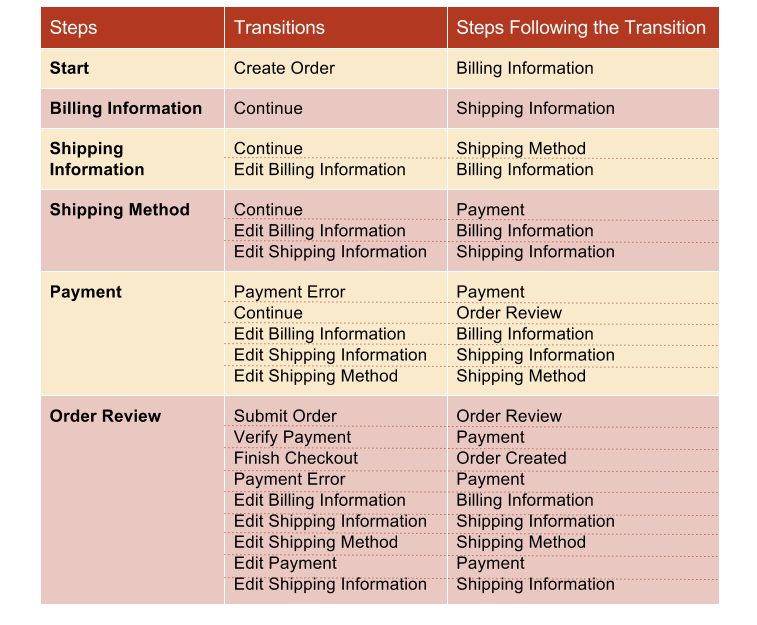 Steps Transitions Steps Following the Transition
Start Create Order Billing Information
Billing Information Continue Shipping Information
Shipping Continue Shipping Method
Information Edit Billing Information Billing Information
Shipping Method Continue Payment
Edit Billing Information Billing Information
Edit Shipping Information Shipping Information
Payment Payment Error Payment
Continue Order Review
Edit Billing Information Billing Information
Edit Shipping Information Shipping Information
Edit Shipping Method Shipping Method
Order Review Submit Order Order Review
Verify Payment Payment
Finish Checkout Order Created
Payment Error Payment
Edit Billing Information Billing Information
Edit Shipping Information Shipping Information
Edit Shipping Method Shipping Method
Edit Payment Payment
Edit Shipping Information Shipping Information